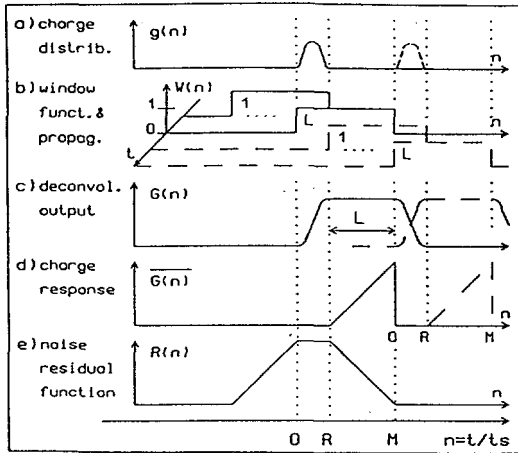 a) charge
distrib.
g(n)
n
b) window
funct.&
propag.
W(n)
1
0
t
1
....
L
1
....
L
n
c) deconvol.
output
G(n)
L
d) charge
response
G(n)
n
0 R M
e) noise
residual
function
R(n)
n
0 R M n=t/ts